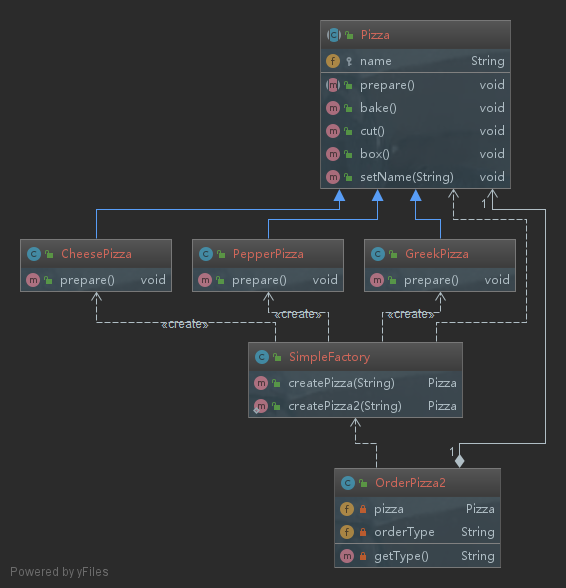 Pizza
name String
prepare() void
bake() void
cut() void
box() void
setName(String) void
1
CheesePizza
prepare() void
PepperPizza
prepare() void
GreekPizza
prepare() void
«create»
«create»
«create»
SimpleFactory
createPizza(String) Pizza
createPizza2(String) Pizza
1
OrderPizza2
pizza Pizza
orderType String
getType() String
Powered by yFiles